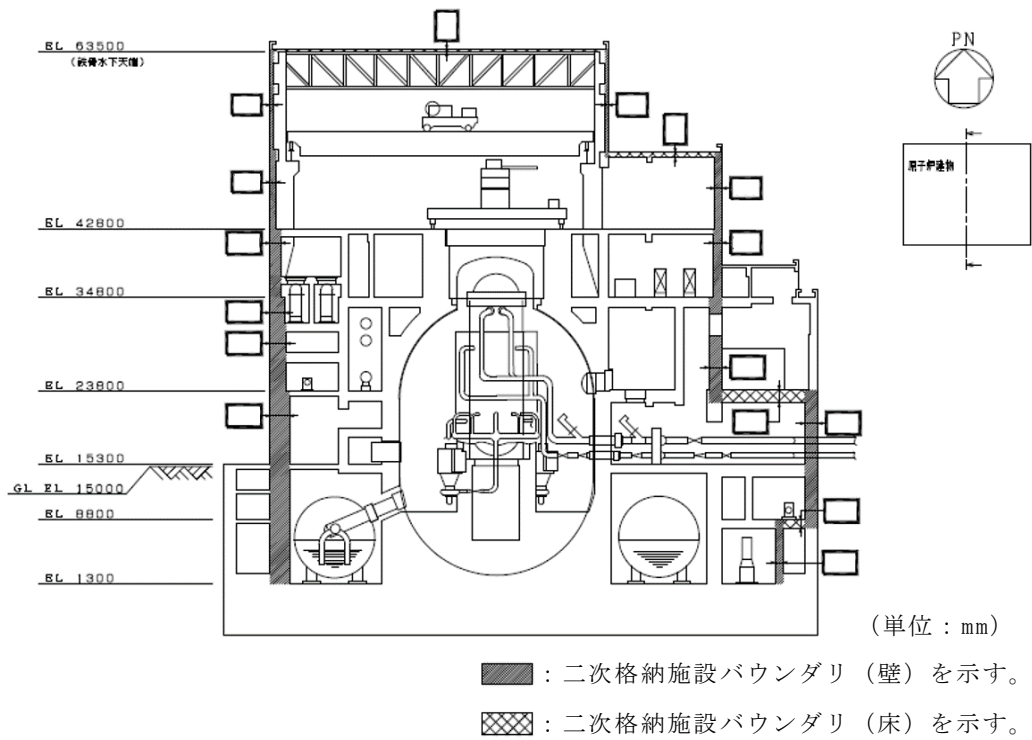 EL 63500
(鉄骨水下天端)
PN
原子炉建物
EL 42800
EL 34800
EL 23800
EL 15300
GL EL 15000
EL 8800
EL 1300
(単位:mm)
:二次格納施設バウンダリ(壁)を示す。
:二次格納施設バウンダリ(床)を示す。